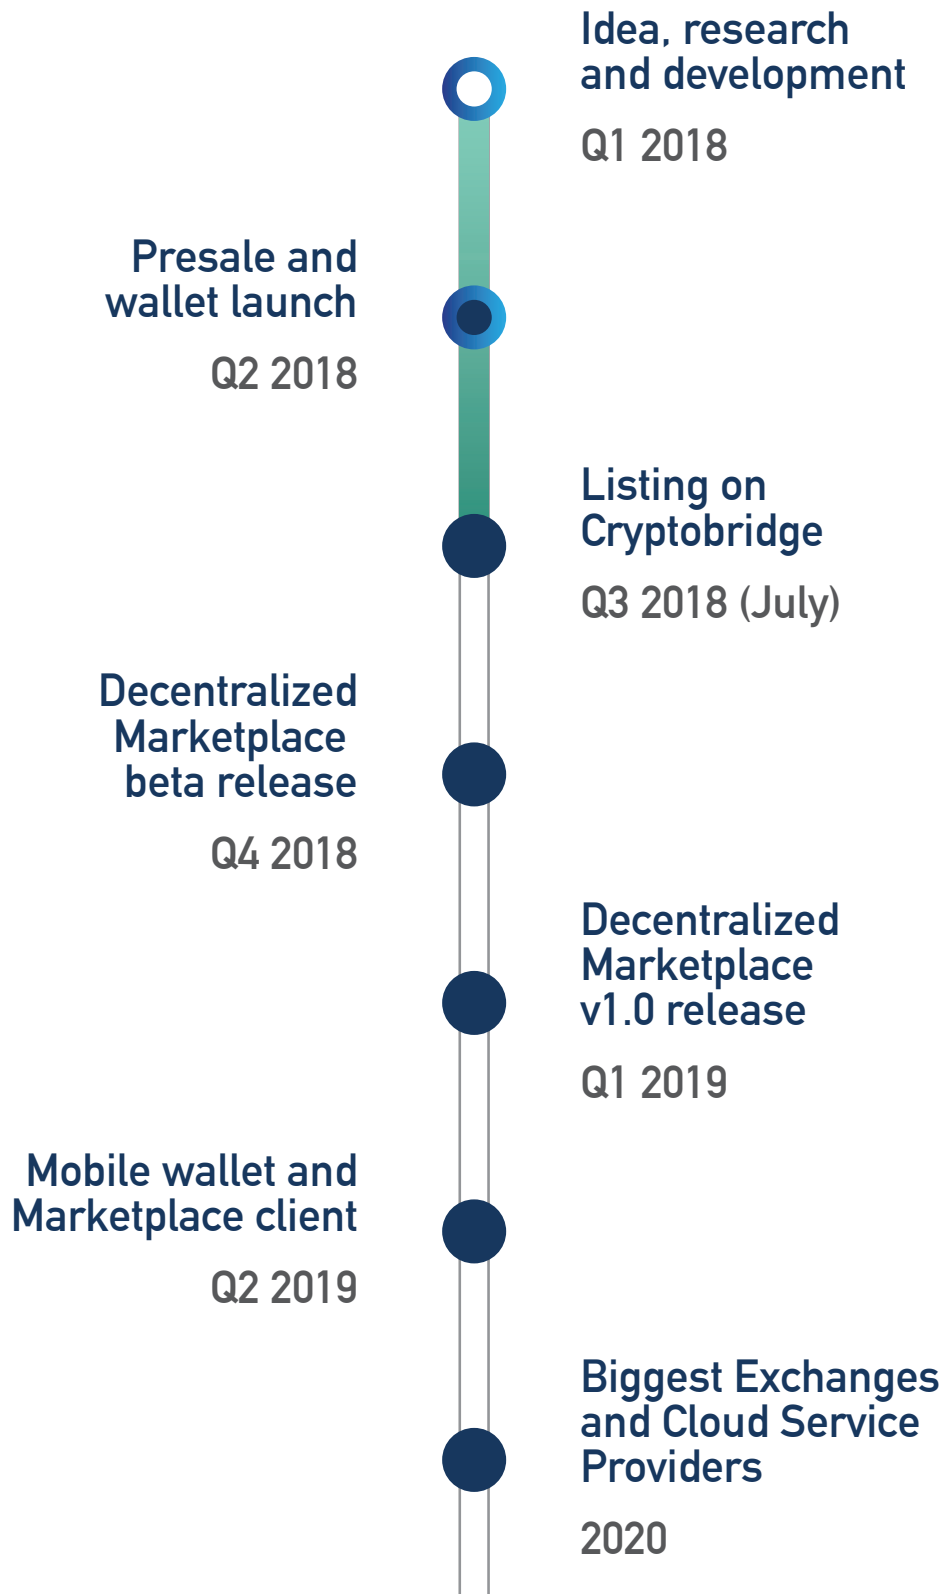 Idea, research
and development
Q1 2018
Presale and
wallet launch
Q2 2018
Listing on
Cryptobridge
Q3 2018 (July)
Decentralized
Marketplace
beta release
Q4 2018
Decentralized
Marketplace
v1.0 release
Q1 2019
Mobile wallet and
Marketplace client
Q2 2019
Biggest Exchanges
and Cloud Service
Providers
2020